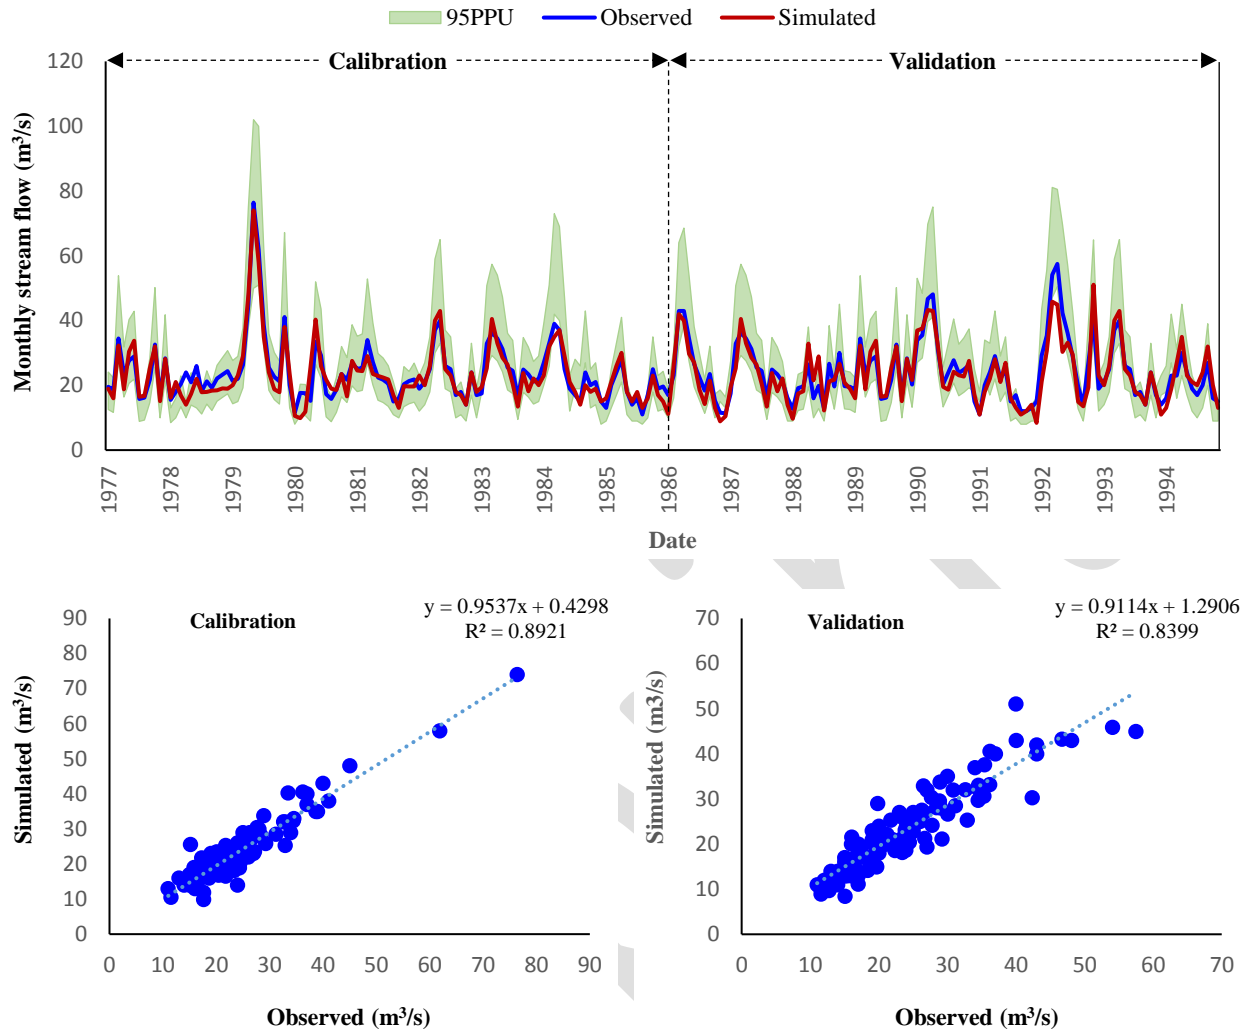 95PPU Observed Simulated
Calibration Validation
Monthly stream flow (m³/s)
120
100
80
60
40
20
0
1977 1978 1979 1980 1981 1982 1983 1984 1985 1986 1987 1988 1989 1990 1991 1992 1993 1994
Date
Calibration
y = 0.9537x + 0.4298
R² = 0.8921
Simulated (m³/s)
90
80
70
60
50
40
30
20
10
0
0 10 20 30 40 50 60 70 80 90
Observed (m³/s)
Validation
y = 0.9114x + 1.2906
R² = 0.8399
Simulated (m3/s)
70
60
50
40
30
20
10
0
0 10 20 30 40 50 60 70
Observed (m³/s)